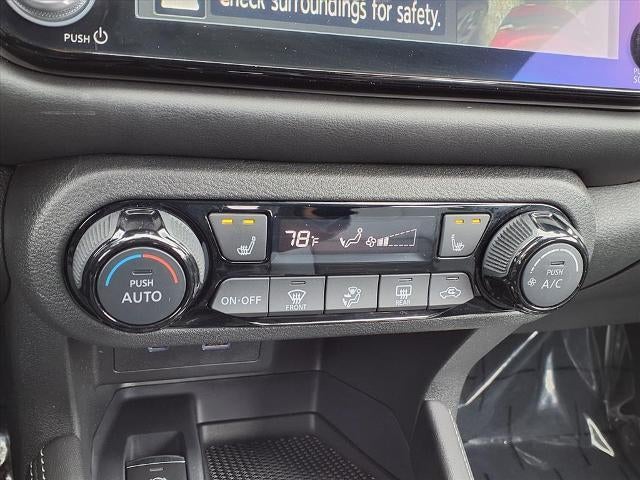 Check surroundings for safety.
PUSH
78°F
PUSH
AUTO
ON·OFF
FRONT
REAR
PUSH
A/C